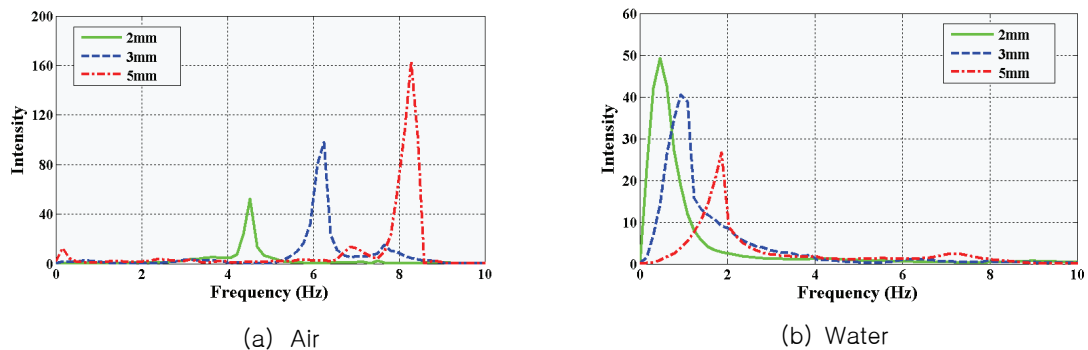 200
160
120
80
40
0
Intensity
2mm
3mm
5mm
0 2 4 6 8 10
Frequency (Hz)
(a) Air
60
50
40
30
20
10
0
Intensity
2mm
3mm
5mm
0 2 4 6 8 10
Frequency (Hz)
(b) Water